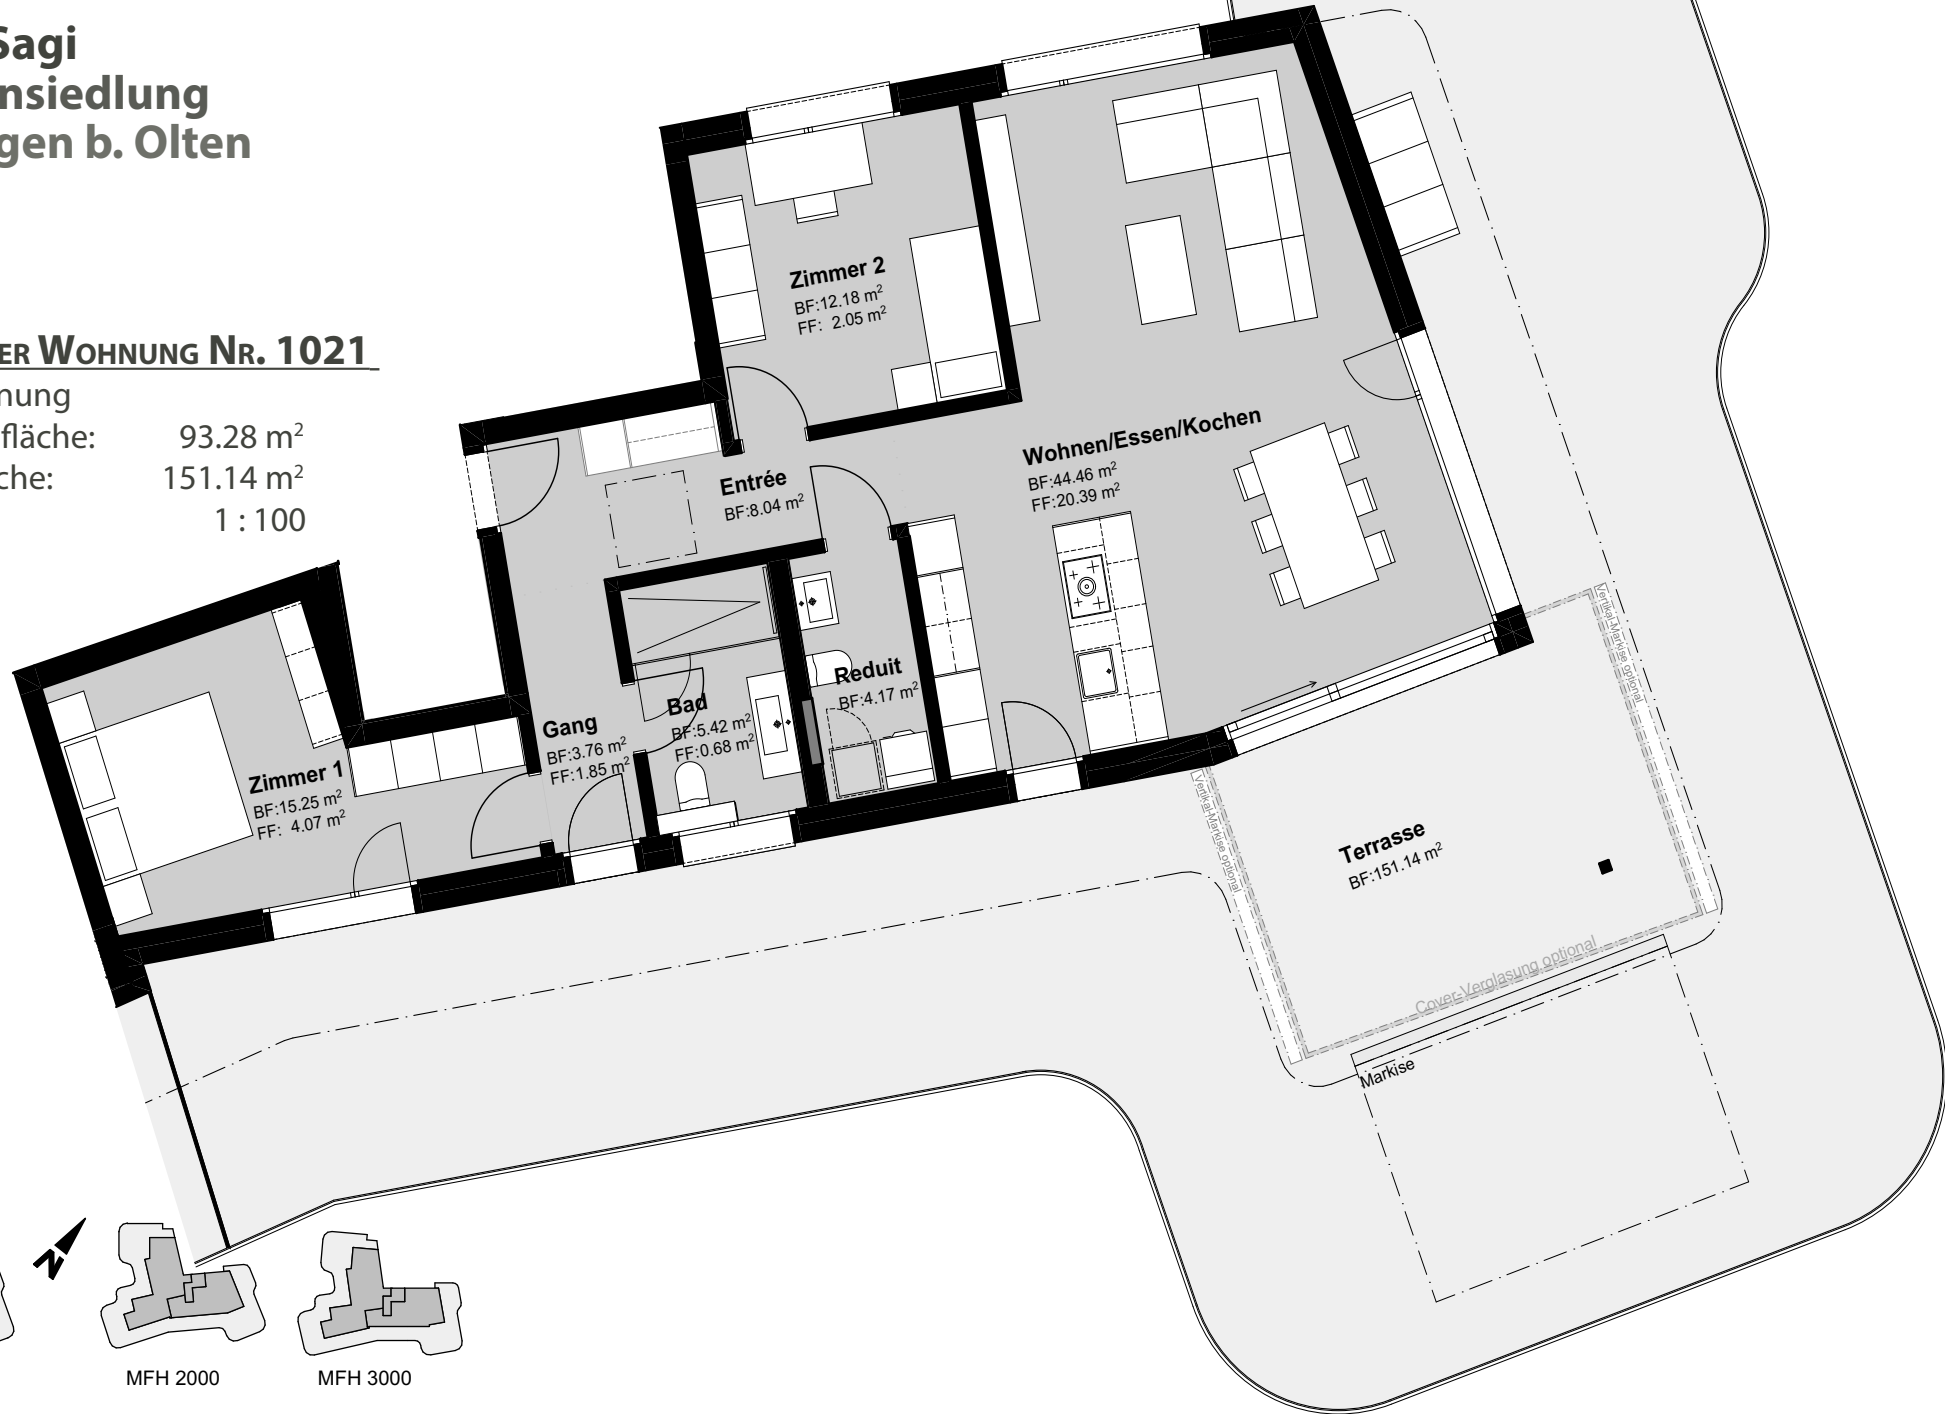 Sagi
nsiedlung
gen b. Olten
ER WOHNUNG NR. 1021
nung
fläche: 93.28 m²
che: 151.14 m²
1 : 100
Zimmer 2
BF:12.18 m²
FF: 2.05 m²
Wohnen/Essen/Kochen
BF:44.46 m²
FF:20.39 m²
Entrée
BF:8.04 m²
Reduit
BF:4.17 m²
Bad
BF:5.42 m²
FF:0.68 m²
Gang
BF:3.76 m²
FF:1.85 m²
Zimmer 1
BF:15.25 m²
FF: 4.07 m²
Vertikal-Markise optional
Vertikal-Markise optional
Terrasse
BF:151.14 m²
Cover-Verglasung optional
Markise
N
MFH 2000
MFH 3000